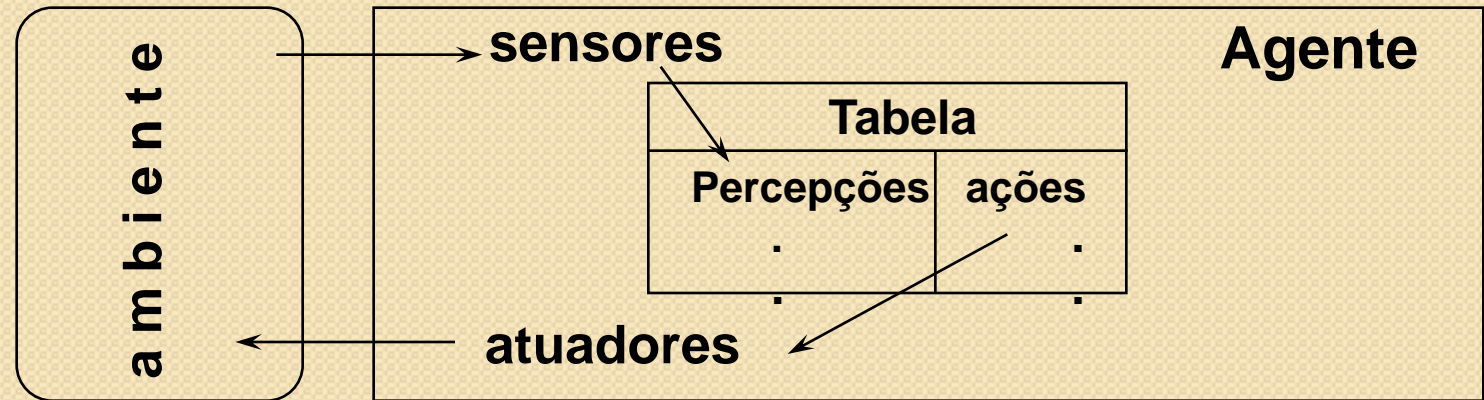 ambiente
sensores
Agente
Tabela
Percepções ações
. .
. .
atuadores